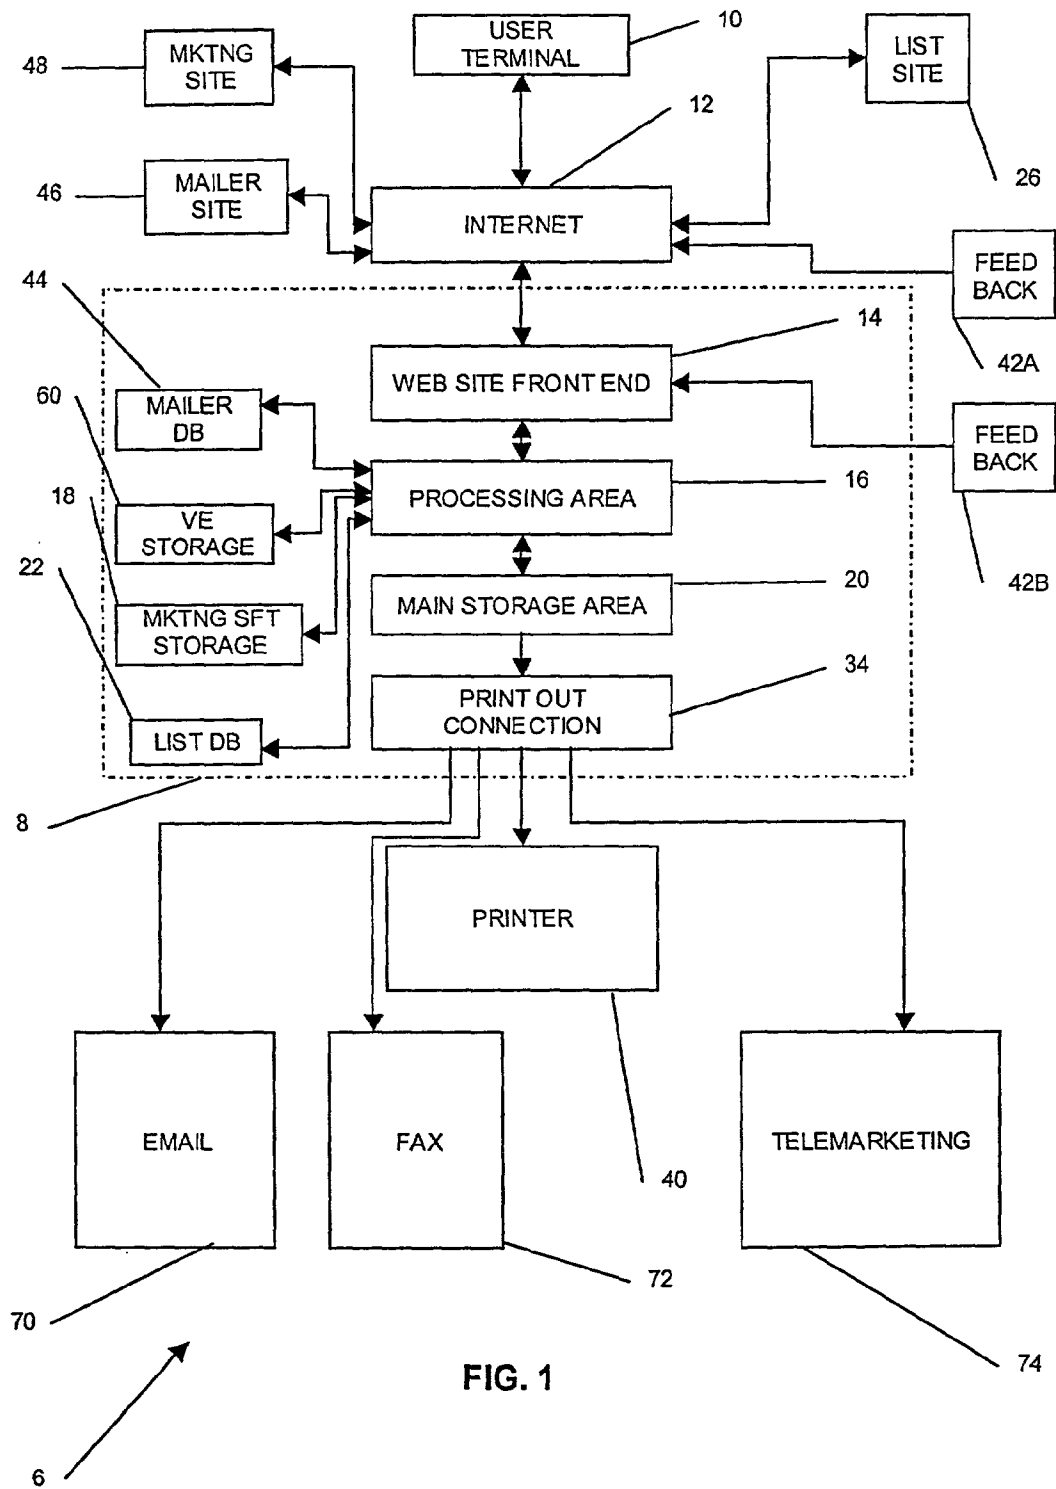 10
USER
TERMINAL
48
MKTNG
SITE
LIST
SITE
12
46
MAILER
SITE
26
INTERNET
44
FEED
BACK
14
42A
WEB SITE FRONT END
60
MAILER
DB
FEED
BACK
16
18
PROCESSING AREA
VE
STORAGE
22
20
42B
MAIN STORAGE AREA
MKTNG SFT
STORAGE
34
PRINT OUT
CONNECTION
LIST DB
8
PRINTER
EMAIL
FAX
TELEMARKETING
40
72
70
74
FIG. 1
6